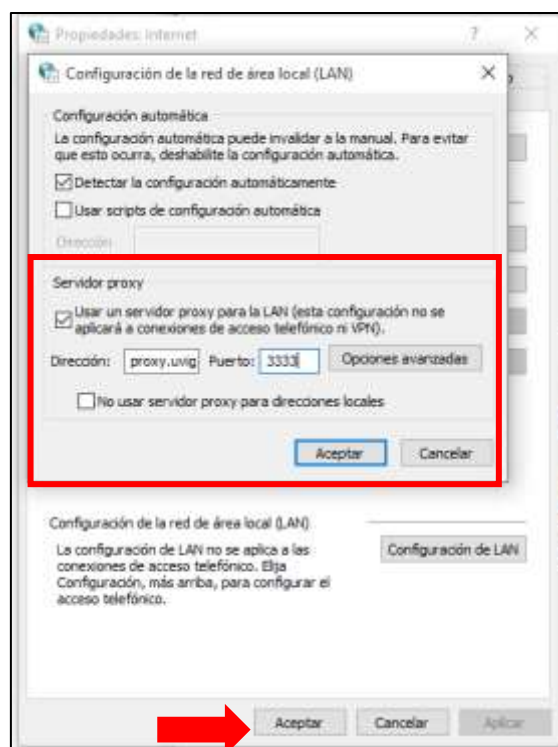 Propiedades: Internet
Configuración de la red de área local (LAN)
Configuración automática
La configuración automática puede invalidar a la manual. Para evitar
que esto ocurra, deshabilite la configuración automática.
Detectar la configuración automáticamente
Usar scripts de configuración automática
Dirección
Servidor proxy
Usar un servidor proxy para la LAN (esta configuración no se
aplicará a conexiones de acceso telefónico ni VPN).
Dirección: proxy.uvig Puerto: 3333 Opciones avanzadas
No usar servidor proxy para direcciones locales
Aceptar Cancelar
Configuración de la red de área local (LAN)
La configuración de LAN no se aplica a las
conexiones de acceso telefónico. Elija
Configuración, más arriba, para configurar el
acceso telefónico.
Configuración de LAN
Aceptar Cancelar Aplicar